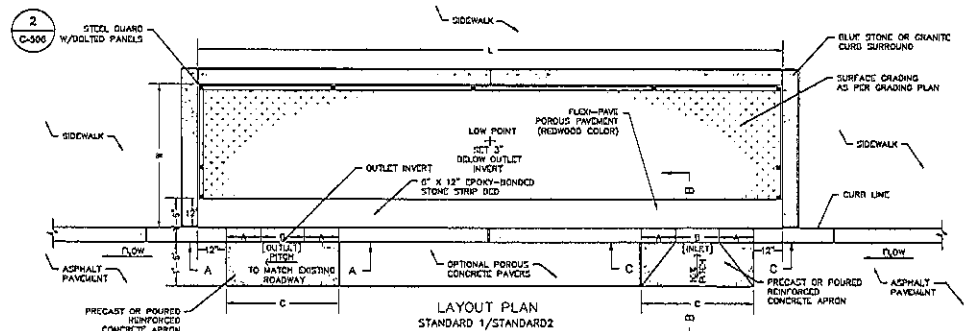 2
C-506
STEEL GUARD
W/BOLTED PANELS
SIDEWALK
L
BLUE STONE OR GRANITE
CURB SURROUND
SURFACE GRADING
AS PER GRADING PLAN
FLEXI-PAVE
POROUS PAVEMENT
(REDWOOD COLOR)
SIDEWALK
LOW POINT
SET 3"
BELOW OUTLET
INVERT
SIDEWALK
W
OUTLET INVERT
6" X 12" EPOXY-BONDED
STONE STRIP BED
B
CURB LINE
12"
A B A
A B A
FLOW
12"
A
(OUTLET)
PITCH
TO MATCH EXISTING
ROADWAY
A
OPTIONAL POROUS
CONCRETE PAVERS
C
(INLET)
PITCH
12"
C
FLOW
ASPHALT
PAVEMENT
ASPHALT
PAVEMENT
PRECAST OR POURED
REINFORCED
CONCRETE APRON
C
C
PRECAST OR POURED
REINFORCED
CONCRETE APRON
LAYOUT PLAN
STANDARD 1/STANDARD2
B